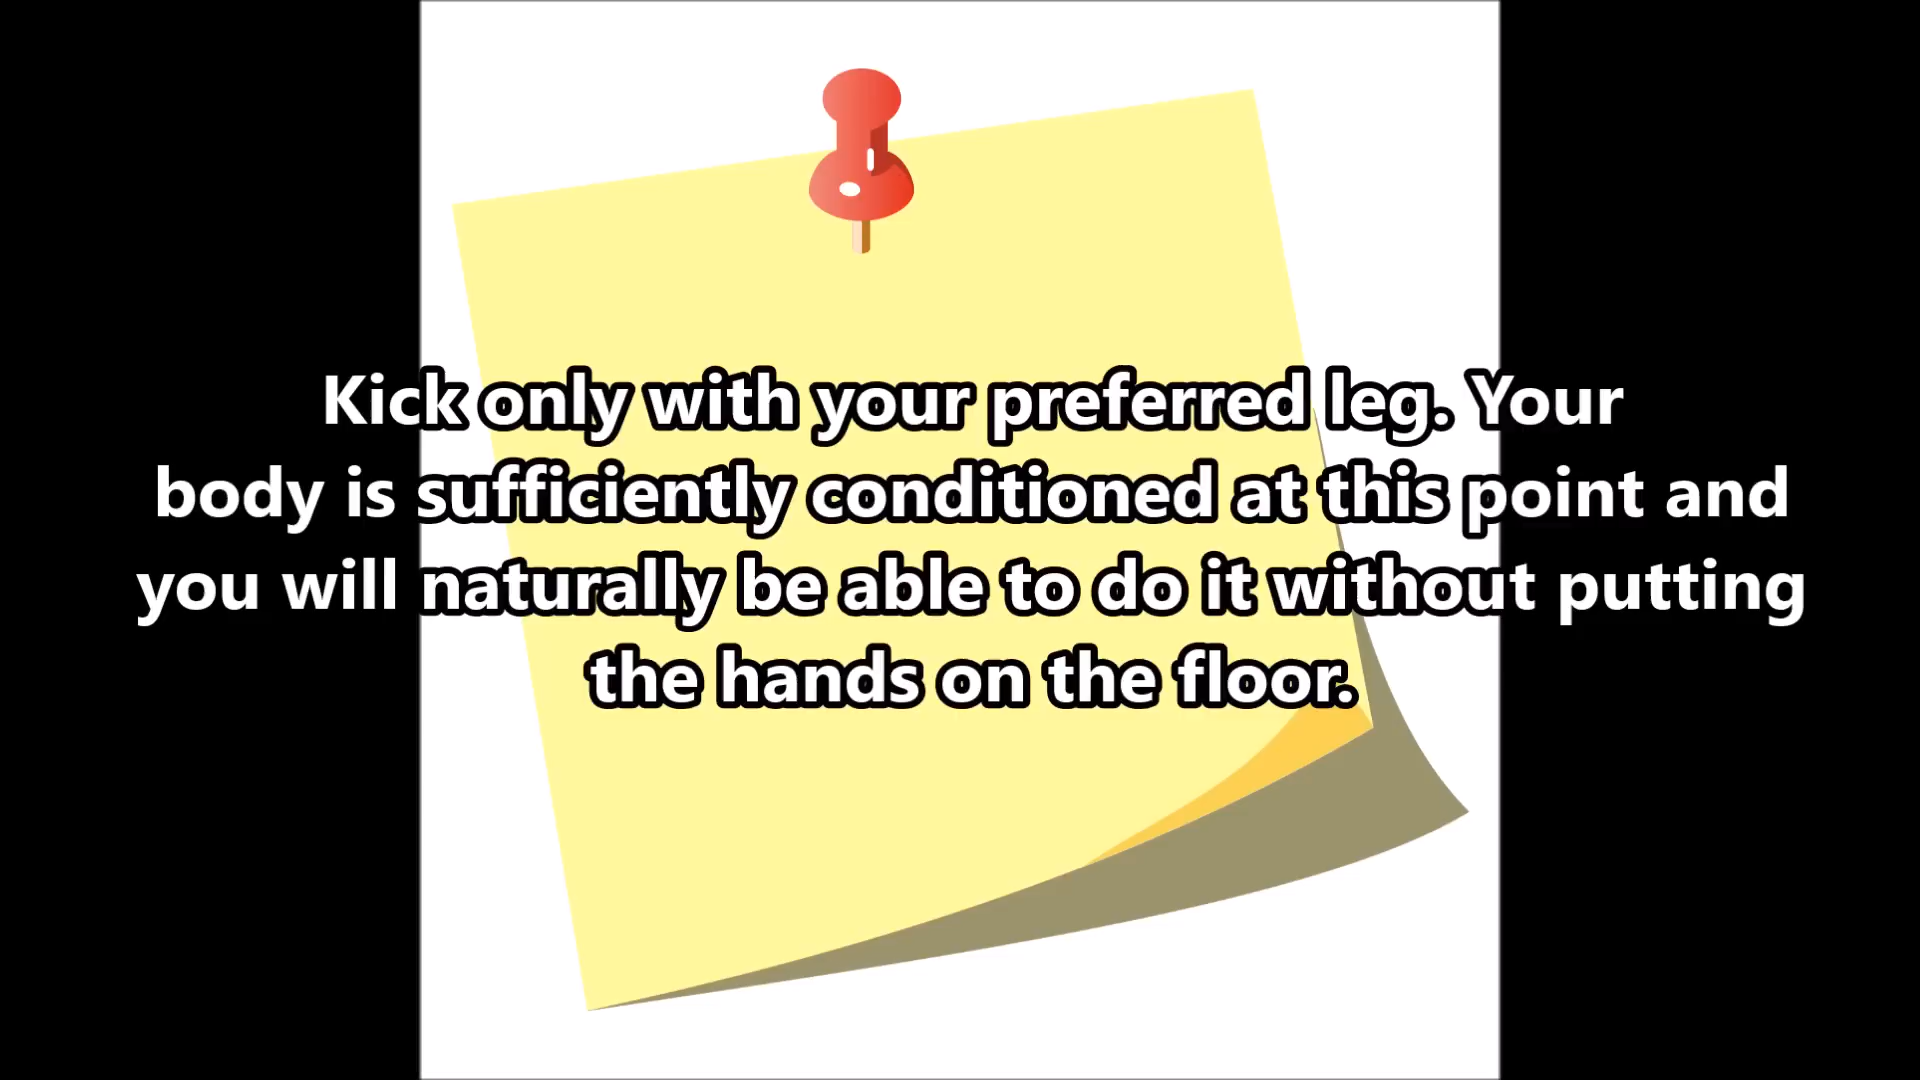 Kick only with your preferred leg. Your
body is sufficiently conditioned at this point and
you will naturally be able to do it without putting
the hands on the floor.